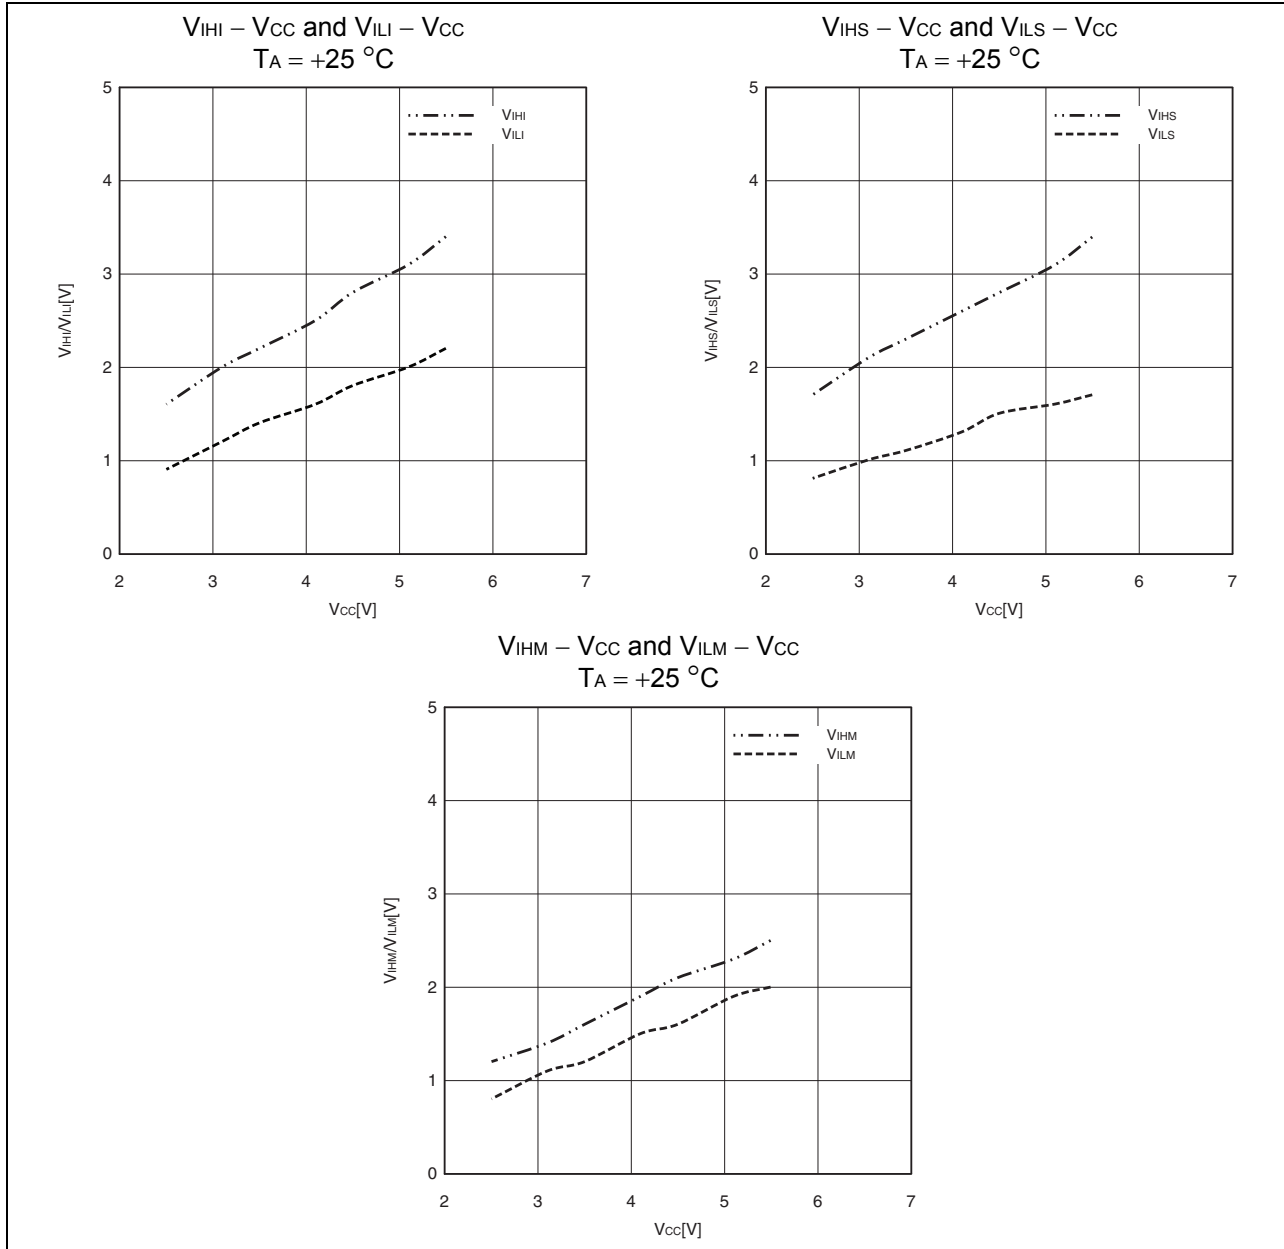 VIHI – VCC and VILI – VCC
TA = +25 °C
5
4
3
2
1
0
VIHI/VILI[V]
VIHI
VILI
2 3 4 5 6 7
VCC[V]
VIHS – VCC and VILS – VCC
TA = +25 °C
5
4
3
2
1
0
VIHS/VILS[V]
VIHS
VILS
2 3 4 5 6 7
VCC[V]
VIHM – VCC and VILM – VCC
TA = +25 °C
5
4
3
2
1
0
VIHM/VILM[V]
VIHM
VILM
2 3 4 5 6 7
VCC[V]